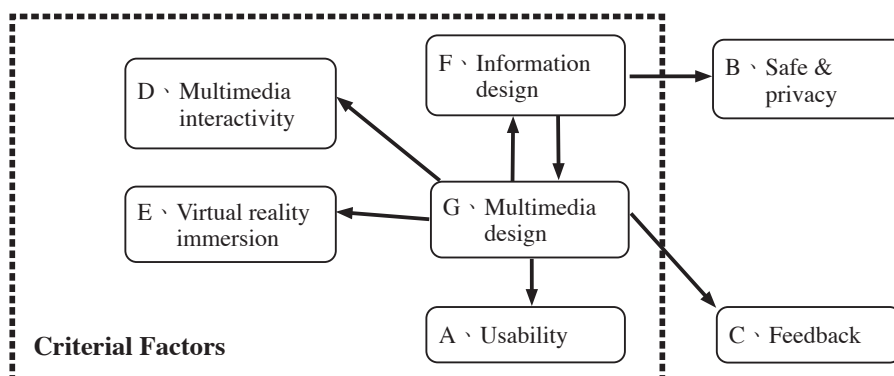 F、Information
design
B、Safe &
privacy
D、Multimedia
interactivity
E、Virtual reality
immersion
G、Multimedia
design
A、Usability
C、Feedback
Criterial Factors